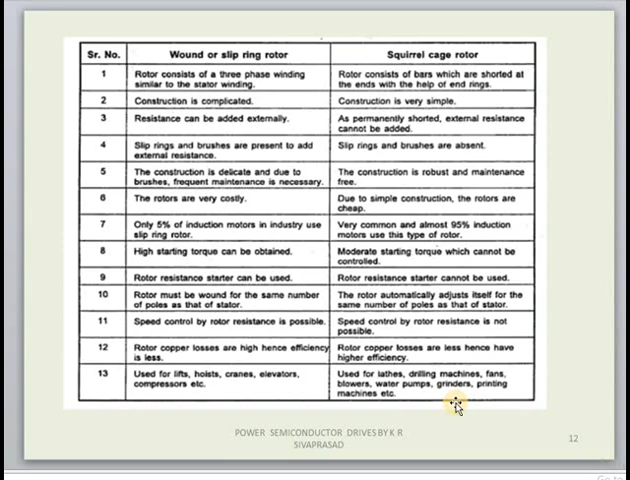 Sr. No. Wound or slip ring rotor Squirrel cage rotor
1 Rotor consists of a three phase winding Rotor consists of bars which are shorted at
similar to the stator winding. the ends with the help of end rings.
2 Construction is complicated. Construction is very simple.
3 Resistance can be added externally. As permanently shorted, external resistance
cannot be added.
4 Slip rings and brushes are present to add Slip rings and brushes are absent.
external resistance.
5 The construction is delicate and due to The construction is robust and maintenance
brushes, frequent maintenance is necessary. free.
6 The rotors are very costly. Due to simple construction, the rotors are
cheap.
7 Only 5% of induction motors in industry use Very common and almost 95% induction
slip ring rotor. motors use this type of rotor.
8 High starting torque can be obtained. Moderate starting torque which cannot be
controlled.
9 Rotor resistance starter can be used. Rotor resistance starter cannot be used.
10 Rotor must be wound for the same number The rotor automatically adjusts itself for the
of poles as that of stator. same number of poles as that of stator.
11 Speed control by rotor resistance is possible. Speed control by rotor resistance is not
possible.
12 Rotor copper losses are high hence efficiency Rotor copper losses are less hence have
is less. higher efficiency.
13 Used for lifts, hoists, cranes, elevators, Used for lathes, drilling machines, fans,
compressors etc. blowers, water pumps, grinders, printing
machines etc.
POWER SEMICONDUCTOR DRIVES BY K R
SIVAPRASAD
12